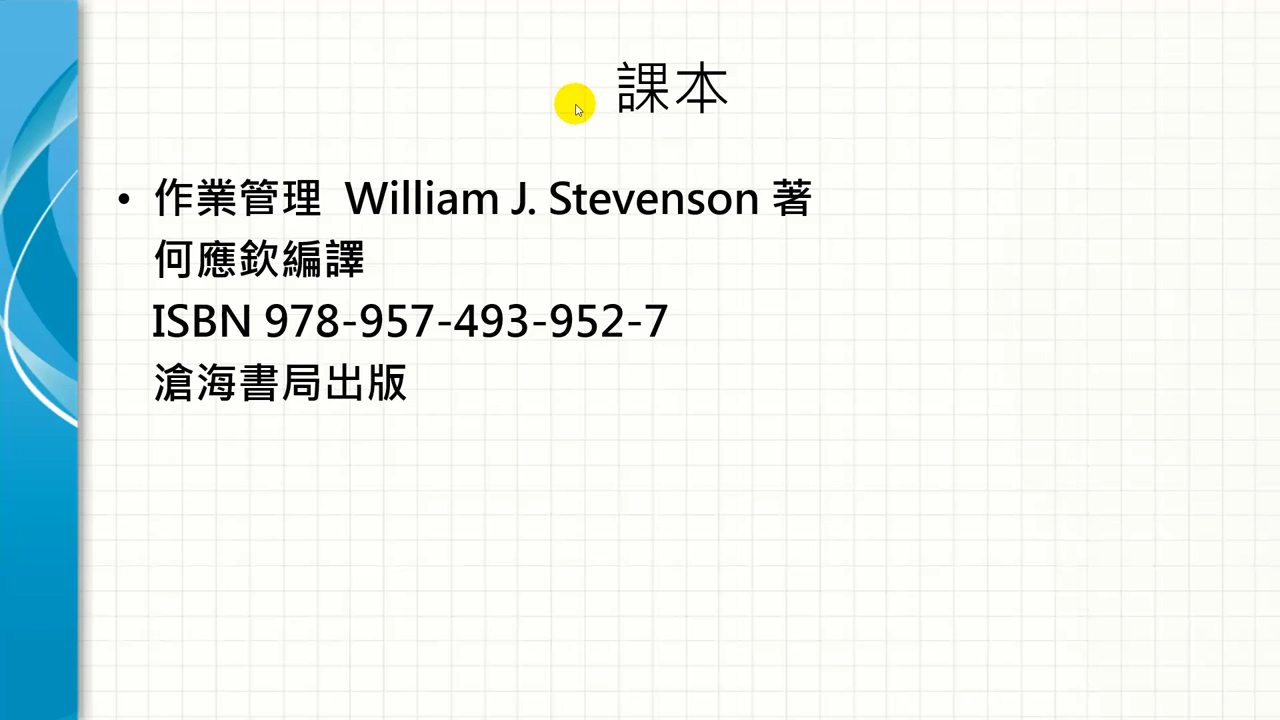 課本
• 作業管理 William J. Stevenson 著
何應欽編譯
ISBN 978-957-493-952-7
滄海書局出版